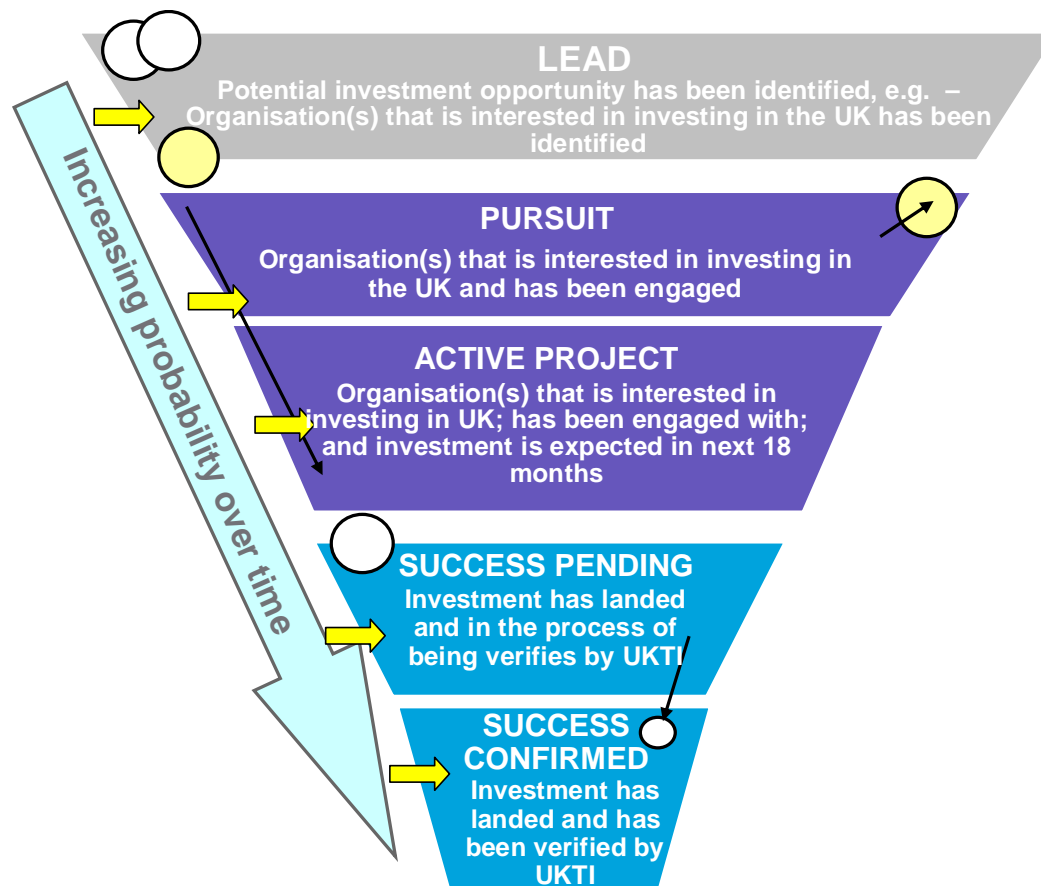 LEAD
Potential investment opportunity has been identified, e.g. –
Organisation(s) that is interested in investing in the UK has been
identified
Increasing probability over time
PURSUIT
Organisation(s) that is interested in investing in
the UK and has been engaged
ACTIVE PROJECT
Organisation(s) that is interested in
investing in UK; has been engaged with;
and investment is expected in next 18
months
SUCCESS PENDING
Investment has landed
and in the process of
being verifies by UKTI
SUCCESS
CONFIRMED
Investment has
landed and has
been verified by
UKTI